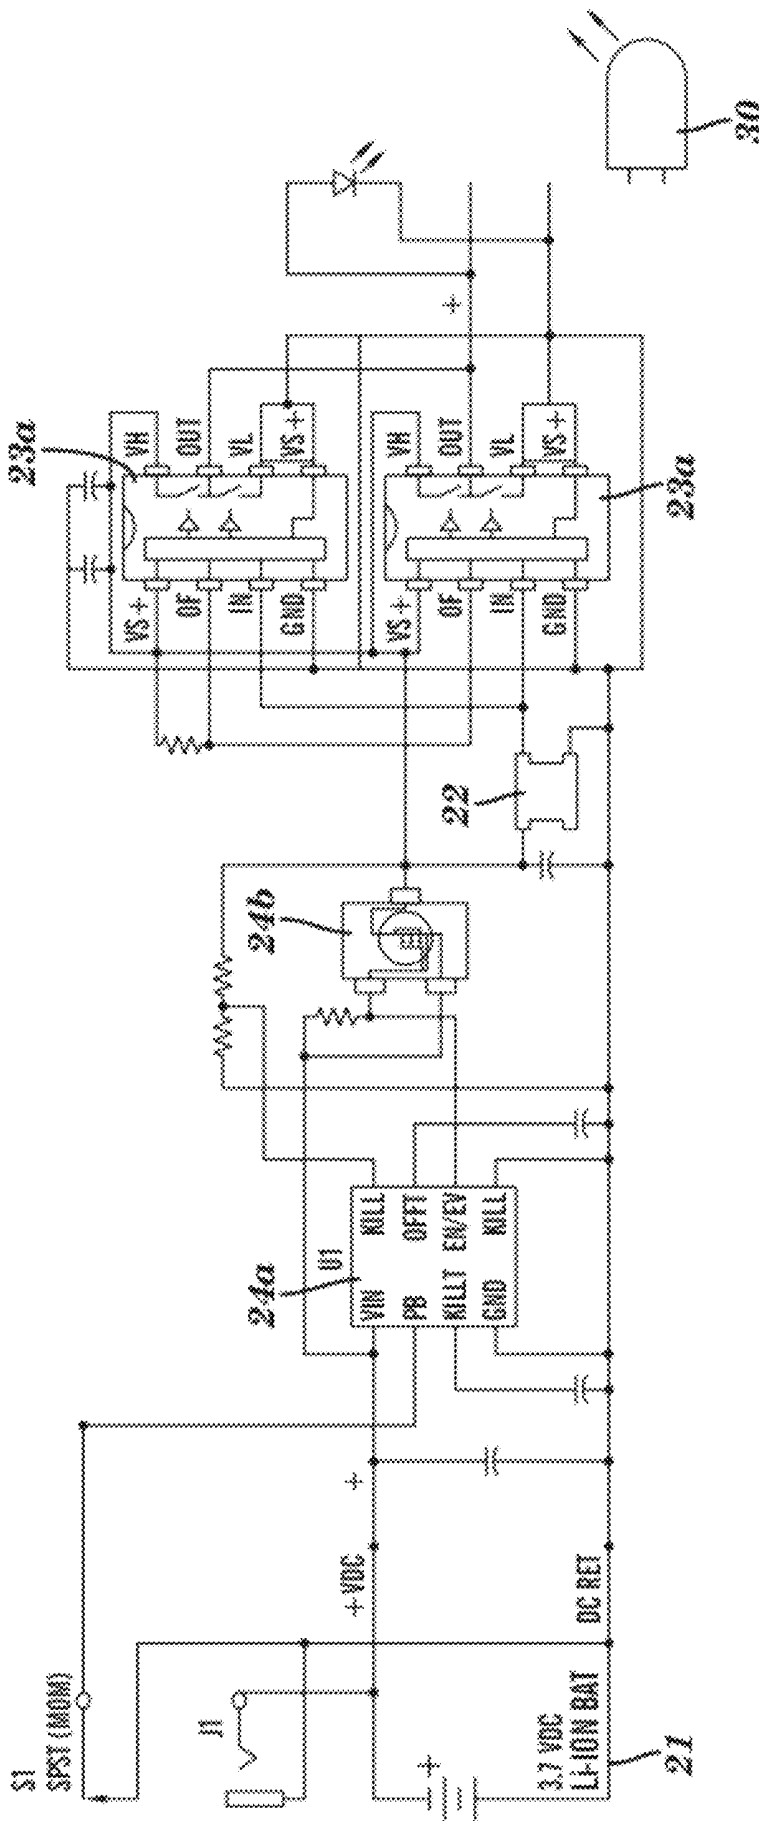 S1
SPST (MOM)
J1
+
3.7 VDC
Li-ION BAT
21
+VDC
DC RET
+
24a
U1
VIN
PB
KILLT
GND
KILL
OFFT
EN/EV
KILL
24b
22
23a
VS+
OF
IN
GND
VH
OUT
VL
VS+
VS+
OF
IN
GND
VH
OUT
VL
VS+
23a
+
30